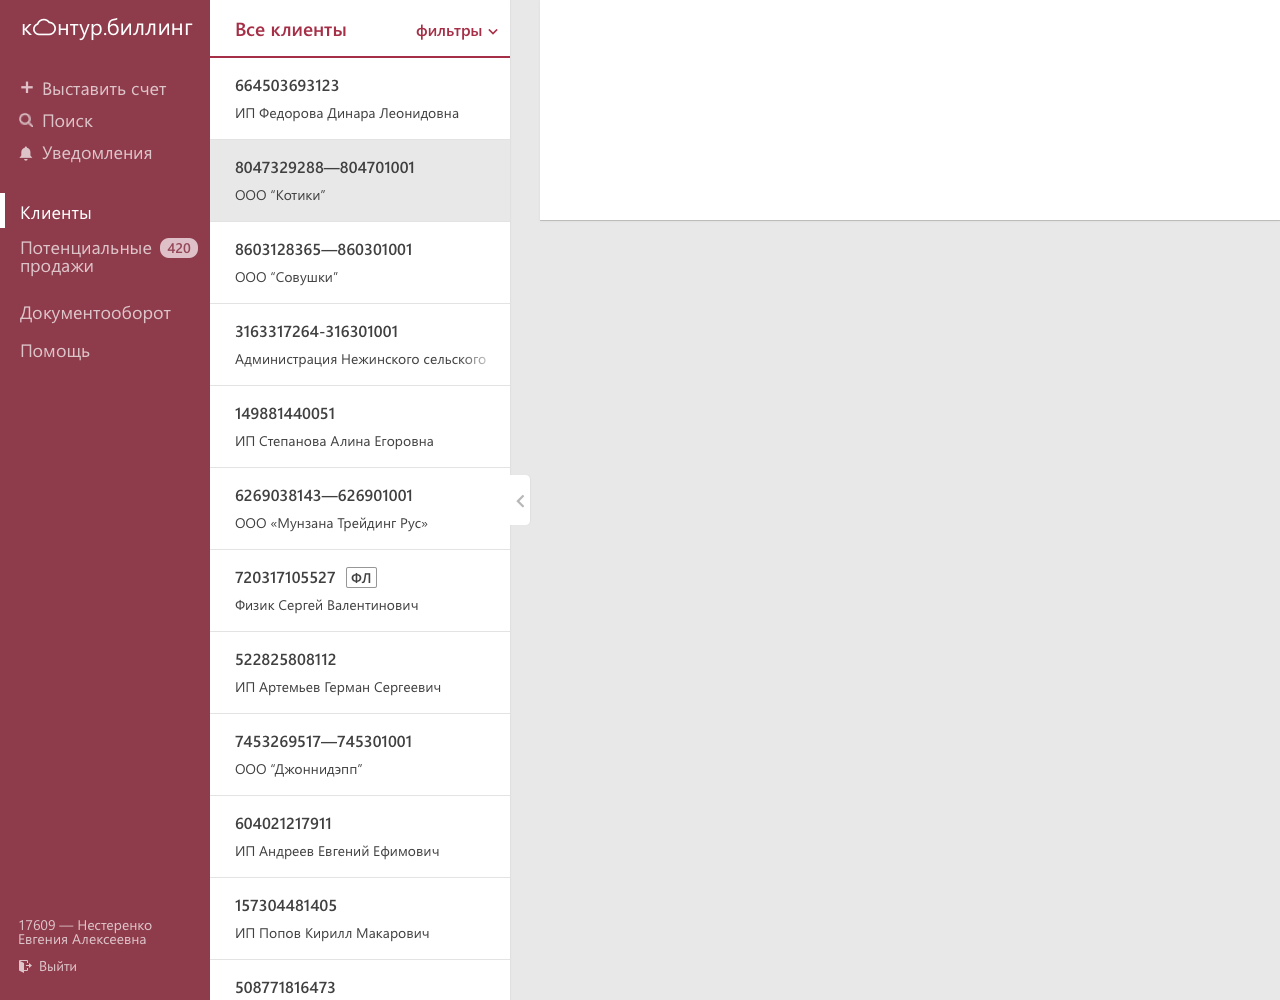 контур.биллинг
Выставить счет
Поиск
Уведомления
Клиенты
Потенциальные 420
продажи
Документооборот
Помощь
17609 — Нестеренко
Евгения Алексеевна
Выйти
Все клиенты
фильтры
664503693123
ИП Федорова Динара Леонидовна
8047329288—804701001
ООО “Котики”
8603128365—860301001
ООО “Совушки”
3163317264-316301001
Администрация Нежинского сельского
149881440051
ИП Степанова Алина Егоровна
6269038143—626901001
ООО «Мунзана Трейдинг Рус»
720317105527 ФЛ
Физик Сергей Валентинович
522825808112
ИП Артемьев Герман Сергеевич
7453269517—745301001
ООО “Джоннидэпп”
604021217911
ИП Андреев Евгений Ефимович
157304481405
ИП Попов Кирилл Макарович
508771816473